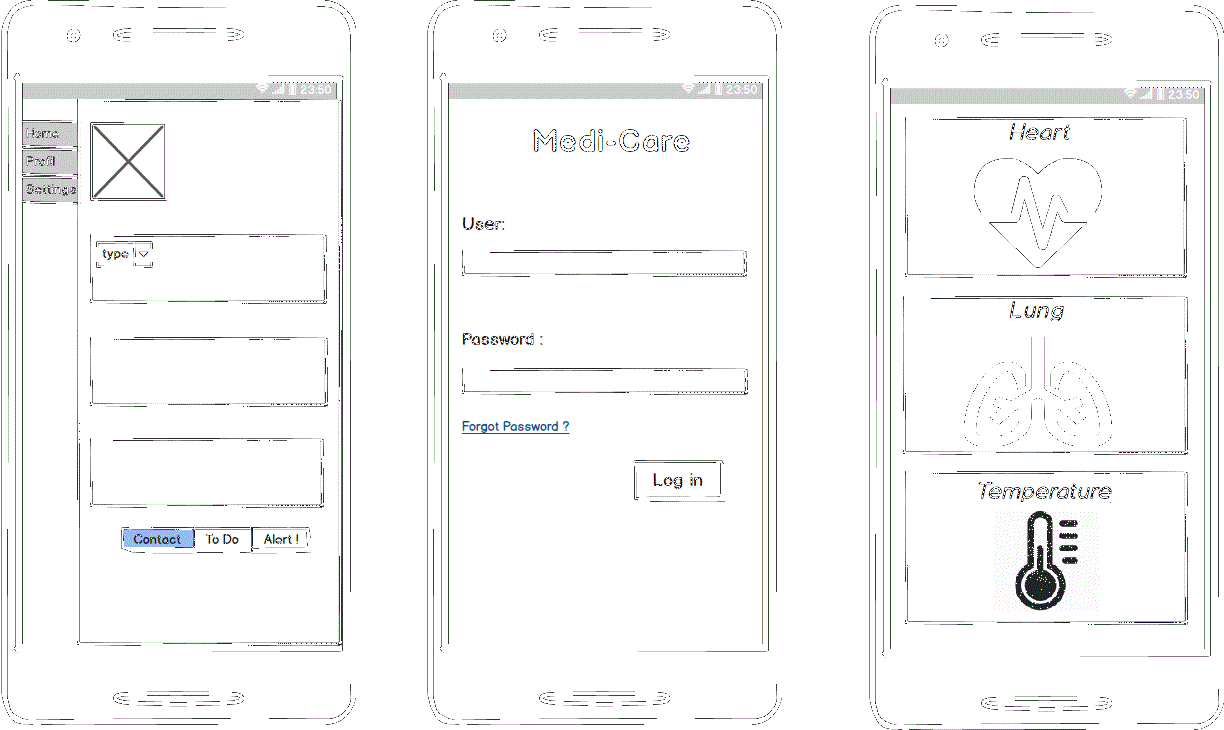 23:50
Home
Profil
Settings
type
Contact To Do Alert !
23:50
Medi-Care
User:
Password :
Forgot Password ?
Log in
23:50
Heart
Lung
Temperature